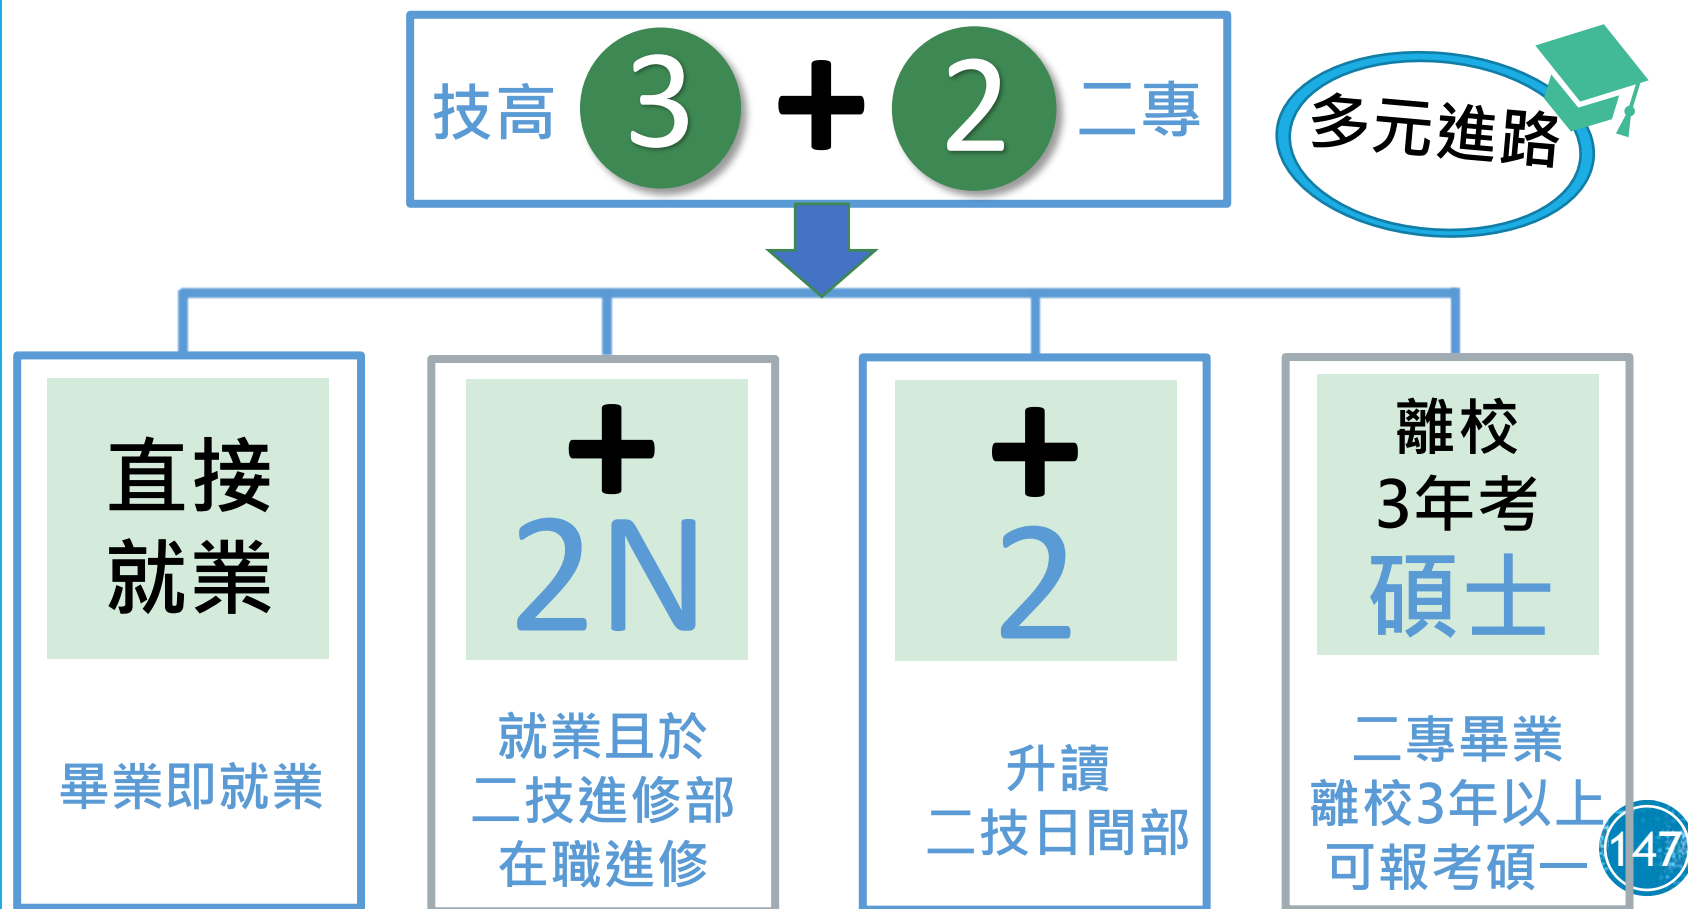 技高 3 + 2 二專
多元進路
直接
就業
畢業即就業
+
2N
就業且於
二技進修部
在職進修
+
2
升讀
二技日間部
離校
3年考
碩士
二專畢業
離校3年以上
可報考碩一
147